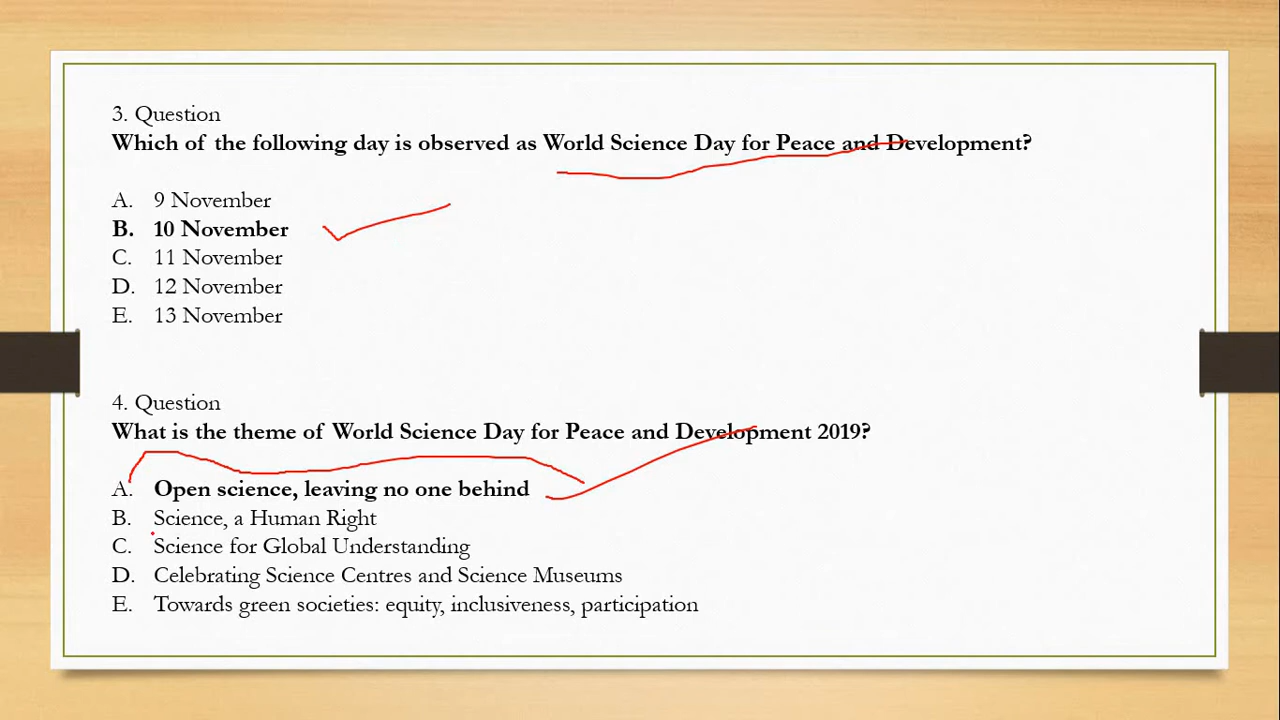 3. Question
Which of the following day is observed as World Science Day for Peace and Development?
A. 9 November
B. 10 November
C. 11 November
D. 12 November
E. 13 November
4. Question
What is the theme of World Science Day for Peace and Development 2019?
A. Open science, leaving no one behind
B. Science, a Human Right
C. Science for Global Understanding
D. Celebrating Science Centres and Science Museums
E. Towards green societies: equity, inclusiveness, participation